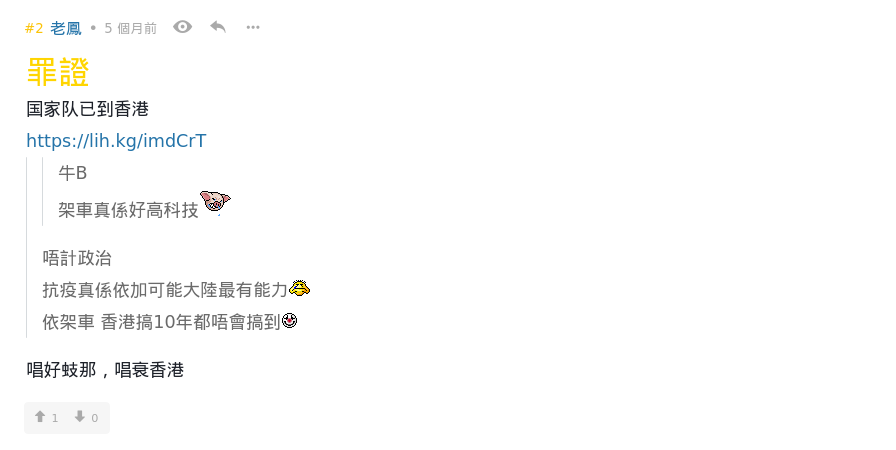 #2 老鳳 • 5 個月前
罪證
国家队已到香港
https://lih.kg/imdCrT
牛B
架車真係好高科技
唔計政治
抗疫真係依加可能大陸最有能力
依架車 香港搞10年都唔會搞到
唱好蚑那，唱衰香港
1 0